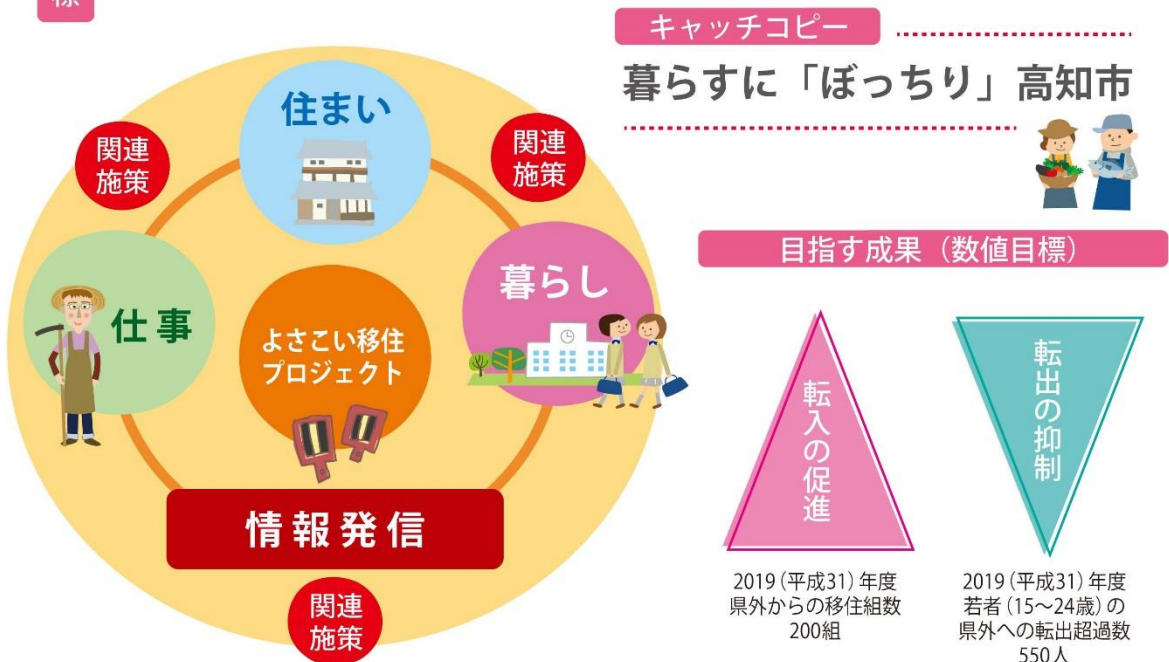 標
キャッチコピー
暮らすに「ぼっちり」高知市
住まい
関連
施策
関連
施策
仕事
暮らし
よさこい移住
プロジェクト
情報発信
関連
施策
目指す成果（数値目標）
転入の促進
転出の抑制
2019（平成31）年度
県外からの移住組数
200組
2019（平成31）年度
若者（15～24歳）の
県外への転出超過数
550人